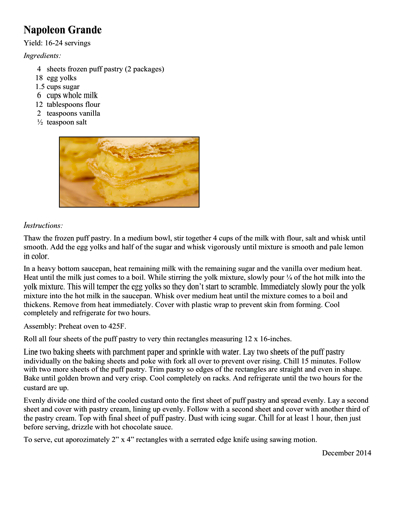 Napoleon Grande
Yield: 16-24 servings
Ingredients:
4 sheets frozen puff pastry (2 packages)
18 egg yolks
1.5 cups sugar
6 cups whole milk
12 tablespoons flour
2 teaspoons vanilla
½ teaspoon salt
Instructions:
Thaw the frozen puff pastry. In a medium bowl, stir together 4 cups of the milk with flour, salt and whisk until
smooth. Add the egg yolks and half of the sugar and whisk vigorously until mixture is smooth and pale lemon
in color.
In a heavy bottom saucepan, heat remaining milk with the remaining sugar and the vanilla over medium heat.
Heat until the milk just comes to a boil. While stirring the yolk mixture, slowly pour ¼ of the hot milk into the
yolk mixture. This will temper the egg yolks so they don't start to scramble. Immediately slowly pour the yolk
mixture into the hot milk in the saucepan. Whisk over medium heat until the mixture comes to a boil and
thickens. Remove from heat immediately. Cover with plastic wrap to prevent skin from forming. Cool
completely and refrigerate for two hours.
Assembly: Preheat oven to 425F.
Roll all four sheets of the puff pastry to very thin rectangles measuring 12 x 16-inches.
Line two baking sheets with parchment paper and sprinkle with water. Lay two sheets of the puff pastry
individually on the baking sheets and poke with fork all over to prevent over rising. Chill 15 minutes. Follow
with two more sheets of the puff pastry. Trim pastry so edges of the rectangles are straight and even in shape.
Bake until golden brown and very crisp. Cool completely on racks. And refrigerate until the two hours for the
custard are up.
Evenly divide one third of the cooled custard onto the first sheet of puff pastry and spread evenly. Lay a second
sheet and cover with pastry cream, lining up evenly. Follow with a second sheet and cover with another third of
the pastry cream. Top with final sheet of puff pastry. Dust with icing sugar. Chill for at least 1 hour, then just
before serving, drizzle with hot chocolate sauce.
To serve, cut aporozimately 2" x 4" rectangles with a serrated edge knife using sawing motion.
December 2014